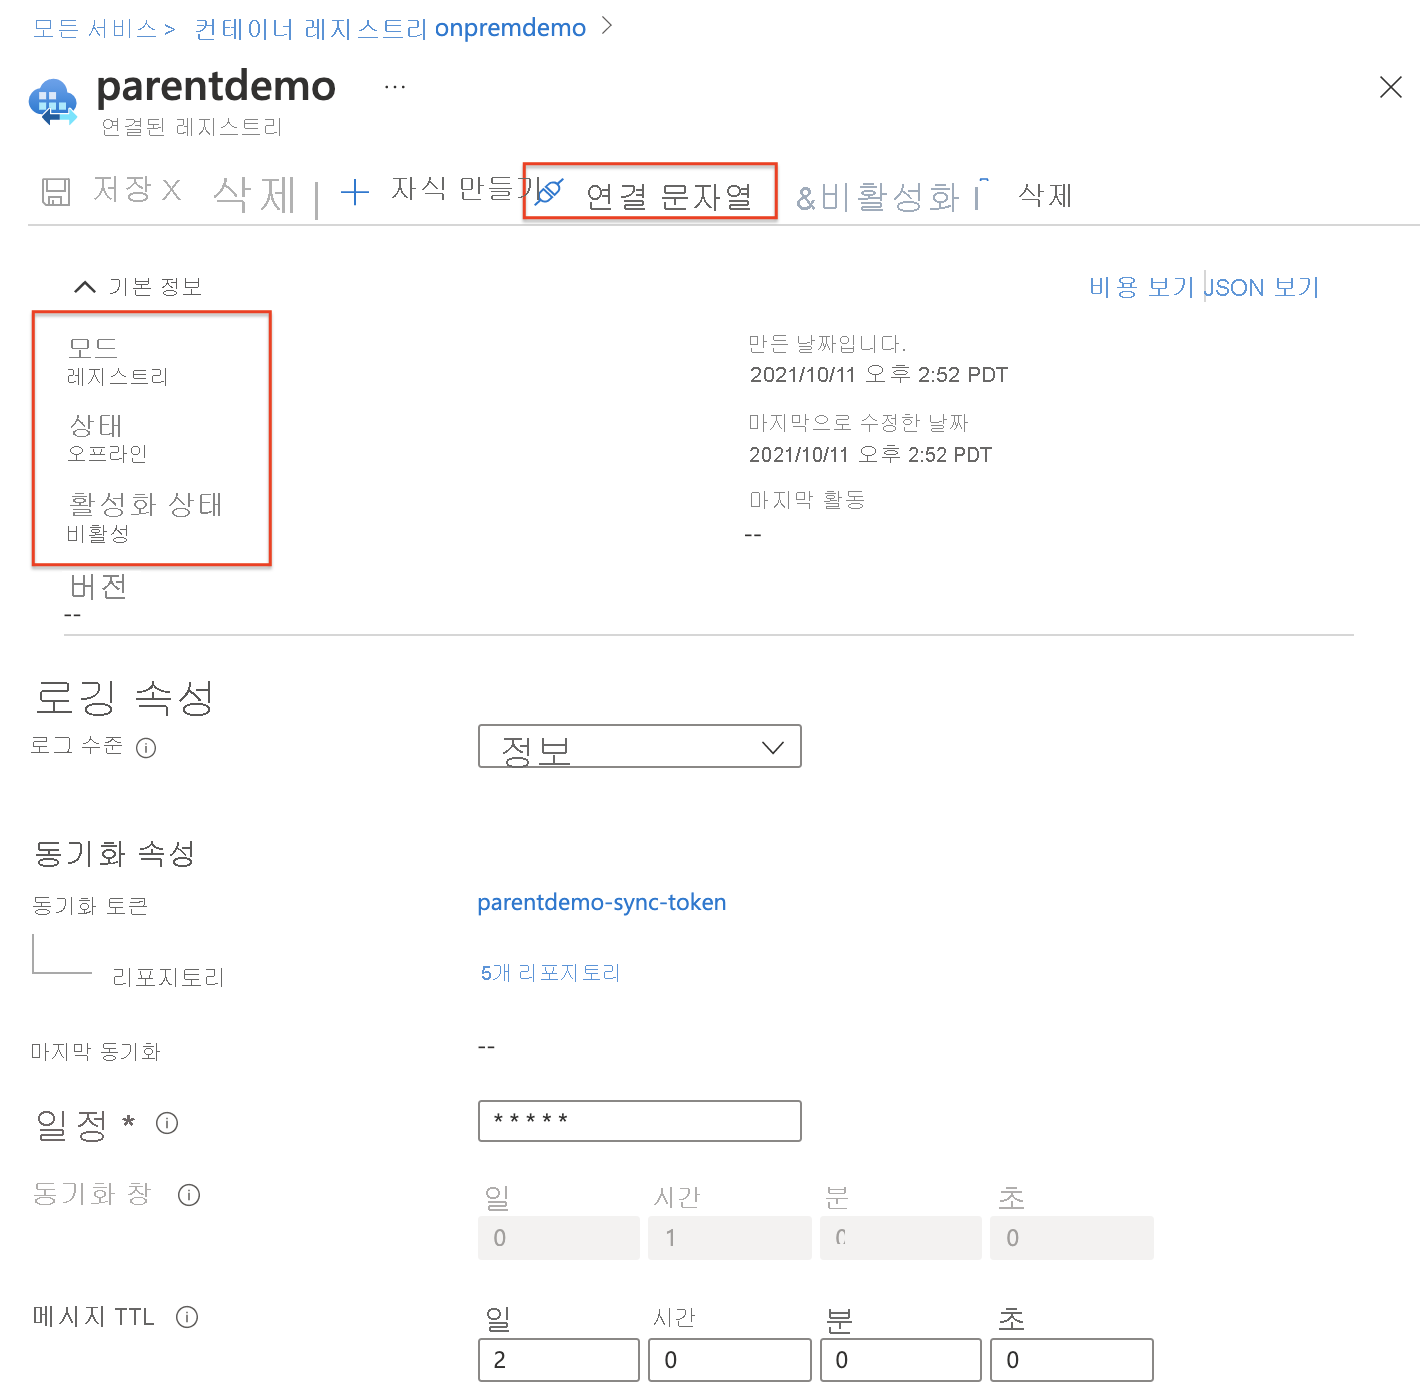 모든 서비스 > 컨테이너 레지스트리 onpremdemo >
parentdemo ...
연결된 레지스트리
저장 X 삭제 | + 자식 만들기 연결 문자열 &비활성화 삭제
기본 정보
비용 보기 JSON 보기
모드
레지스트리
상태
오프라인
활성화 상태
비활성
버전
--
만든 날짜입니다.
2021/10/11 오후 2:52 PDT
마지막으로 수정한 날짜
2021/10/11 오후 2:52 PDT
마지막 활동
--
로깅 속성
로그 수준 정보
동기화 속성
동기화 토큰 parentdemo-sync-token
리포지토리 5개 리포지토리
마지막 동기화 --
일정 * * * * * *
동기화 창 일 시간 분 초
0 1 0 0
메시지 TTL 일 시간 분 초
2 0 0 0